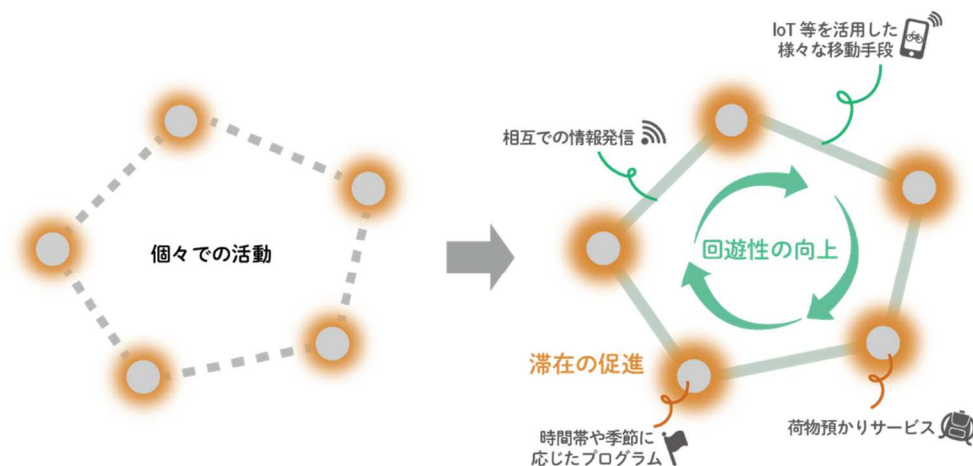 IoT 等を活用した
様々な移動手段
相互での情報発信
個々での活動
回遊性の向上
滞在の促進
時間帯や季節に
応じたプログラム
荷物預かりサービス